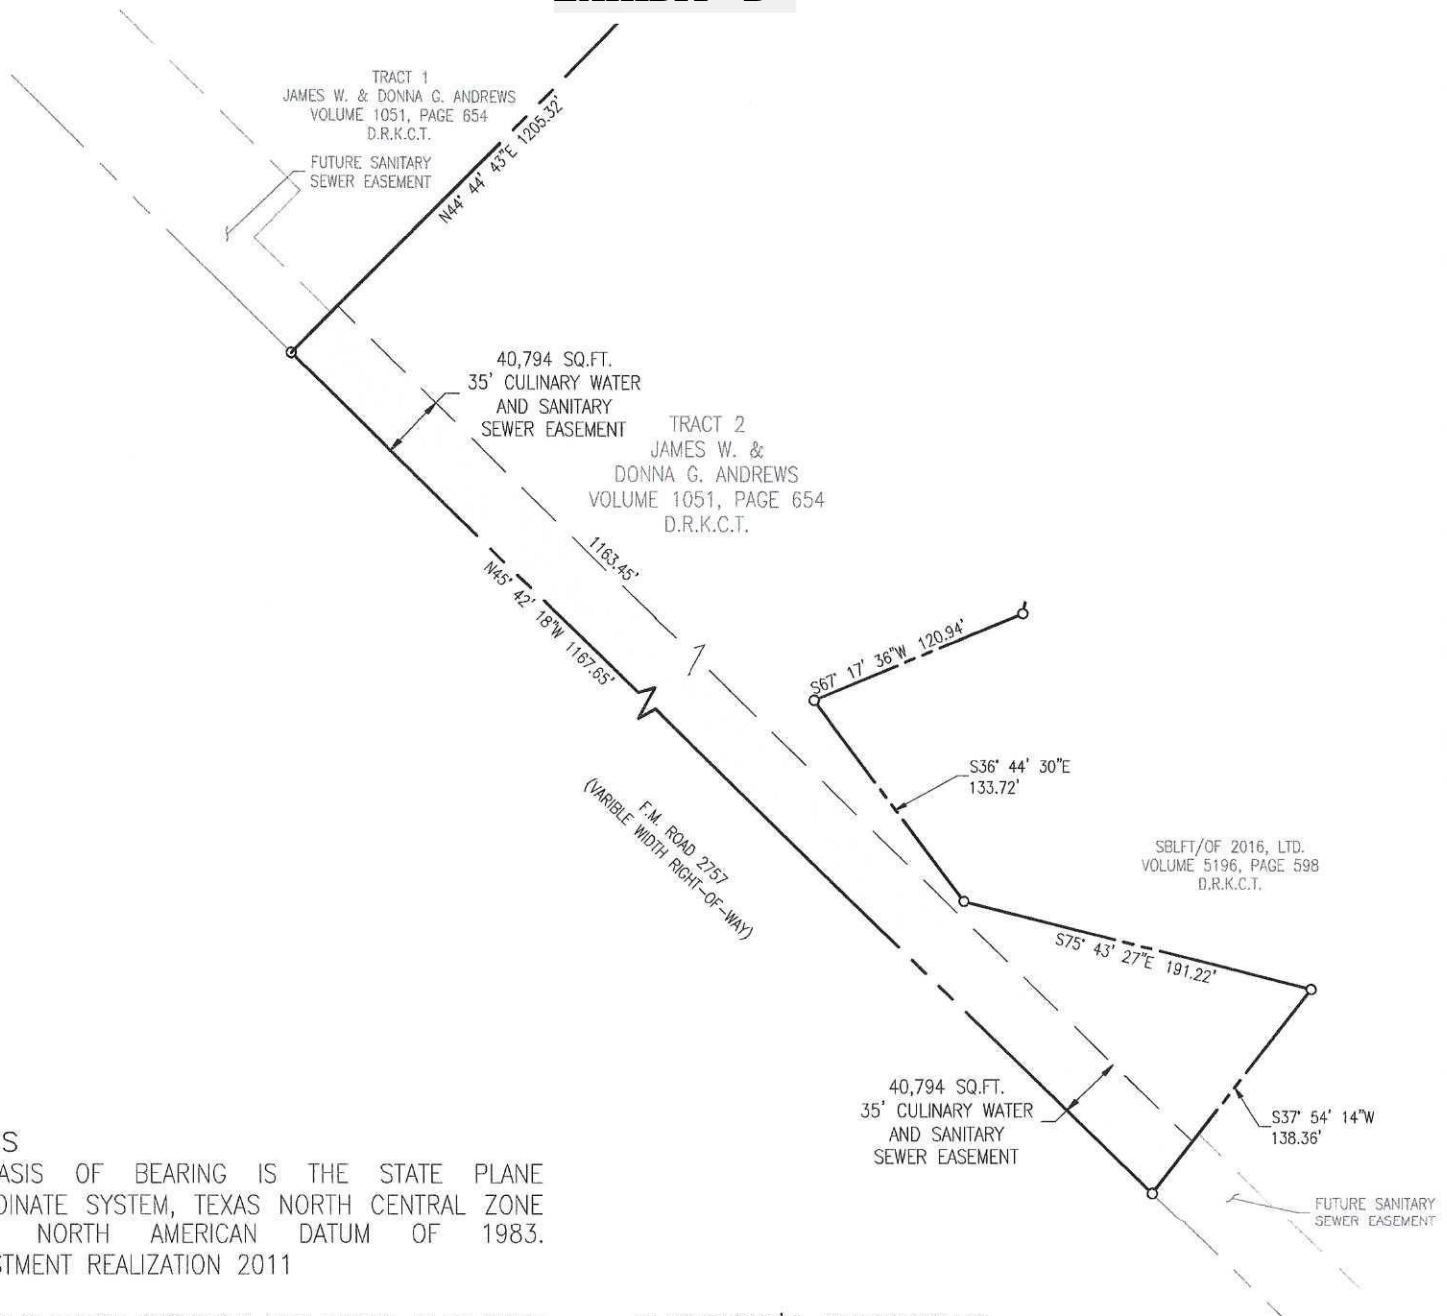 TRACT 1
JAMES W. & DONNA G. ANDREWS
VOLUME 1051, PAGE 654
D.R.K.C.T.
FUTURE SANITARY
SEWER EASEMENT
N44° 44' 43"E 1205.32'
40,794 SQ.FT.
35' CULINARY WATER
AND SANITARY
SEWER EASEMENT
TRACT 2
JAMES W. &
DONNA G. ANDREWS
VOLUME 1051, PAGE 654
D.R.K.C.T.
1163.45'
N45° 42' 18"W 1167.65'
S67° 17' 36"W 120.94'
S36° 44' 30"E
133.72'
F.M. ROAD 2757
(VARIBLE WIDTH RIGHT-OF-WAY)
SBLFT/OF 2016, LTD.
VOLUME 5196, PAGE 598
D.R.K.C.T.
S75° 43' 27"E 191.22'
40,794 SQ.FT.
35' CULINARY WATER
AND SANITARY
SEWER EASEMENT
S37° 54' 14"W
138.36'
FUTURE SANITARY
SEWER EASEMENT
S
ASIS OF BEARING IS THE STATE PLANE
DINATE SYSTEM, TEXAS NORTH CENTRAL ZONE
NORTH AMERICAN DATUM OF 1983.
STMENT REALIZATION 2011